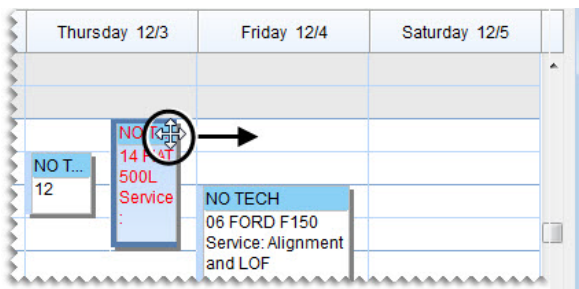 Thursday 12/3
Friday 12/4
Saturday 12/5
NO T...
12
NO
14 FIAT
500L
Service
:
NO TECH
06 FORD F150
Service: Alignment
and LOF